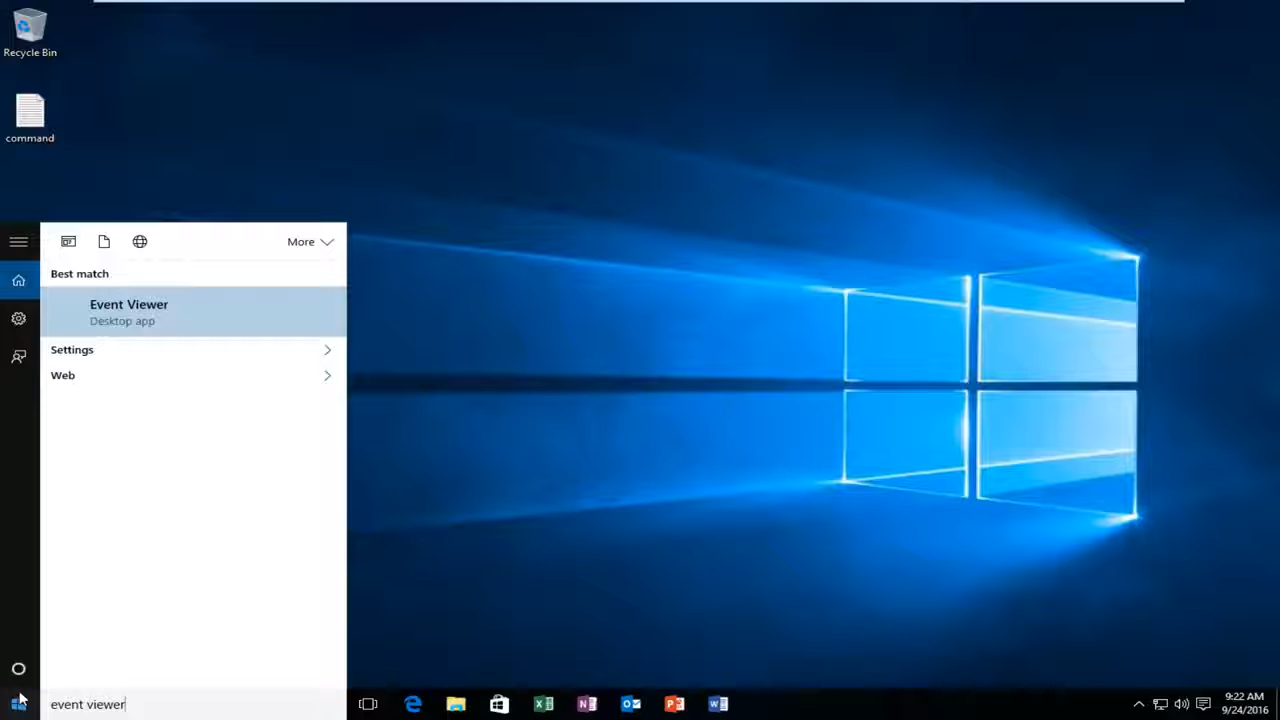 Recycle Bin
command
More
Best match
Event Viewer
Desktop app
Settings
Web
event viewer
9:22 AM
9/24/2016